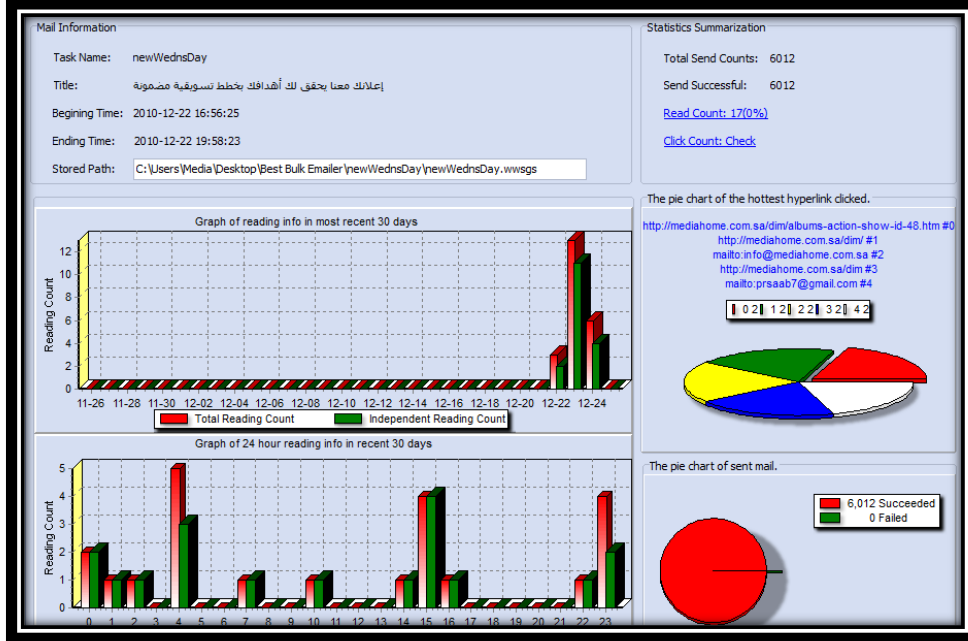 Mail Information
Task Name: newWednsDay
Title: إعلانك معنا يحقق لك أهدافك بخطط تسويقية مضمونة
Begining Time: 2010-12-22 16:56:25
Ending Time: 2010-12-22 19:58:23
Stored Path: C:\Users\Media\Desktop\Best Bulk Emailer\newWednsDay\newWednsDay.wwsgs
Statistics Summarization
Total Send Counts: 6012
Send Successful: 6012
Read Count: 17(0%)
Click Count: Check
Graph of reading info in most recent 30 days
Reading Count
12
10
8
6
4
2
0
11-26 11-28 11-30 12-02 12-04 12-06 12-08 12-10 12-12 12-14 12-16 12-18 12-20 12-22 12-24
Total Reading Count Independent Reading Count
The pie chart of the hottest hyperlink clicked.
http://mediahome.com.sa/dim/albums-action-show-id-48.htm #0
http://mediahome.com.sa/dim/ #1
mailto:info@mediahome.com.sa #2
http://mediahome.com.sa/dim #3
mailto:prsaab7@gmail.com #4
0 2 1 2 2 2 3 2 4 2
Graph of 24 hour reading info in recent 30 days
Reading Count
5
4
3
2
1
0
0 1 2 3 4 5 6 7 8 9 10 11 12 13 14 15 16 17 18 19 20 21 22 23
The pie chart of sent mail.
6,012 Succeeded
0 Failed